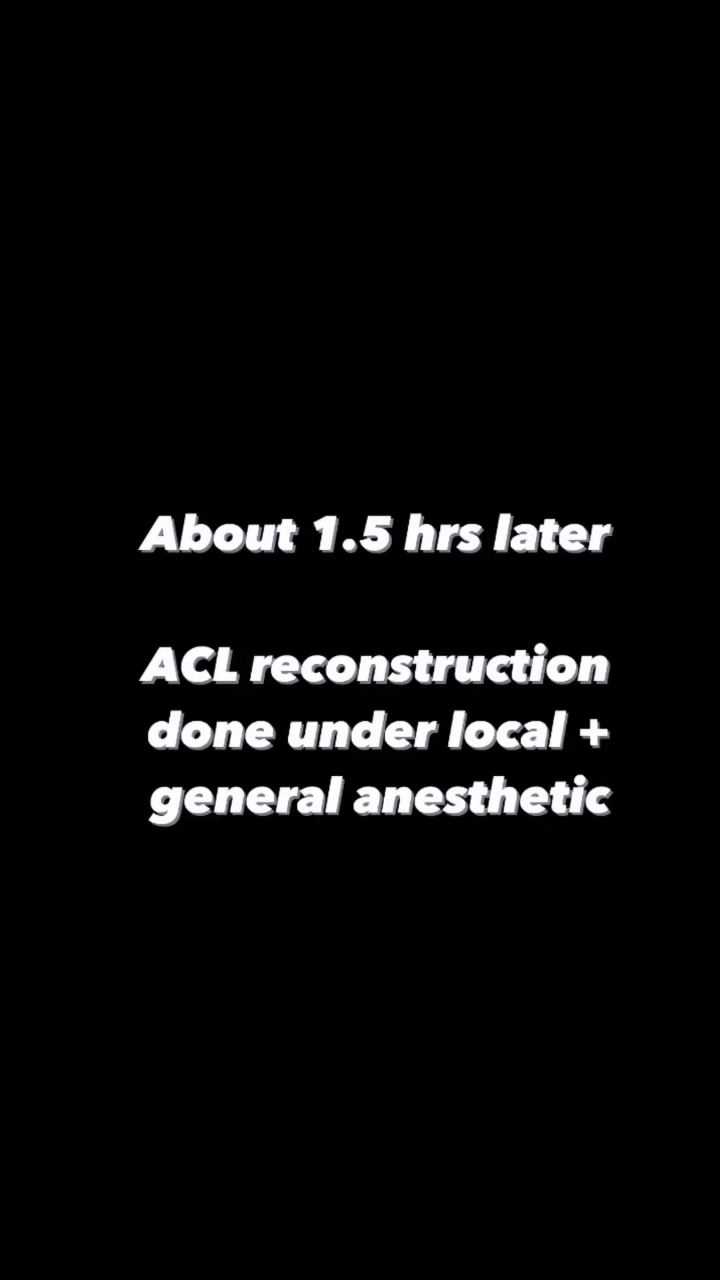 About 1.5 hrs later
ACL reconstruction
done under local +
general anesthetic